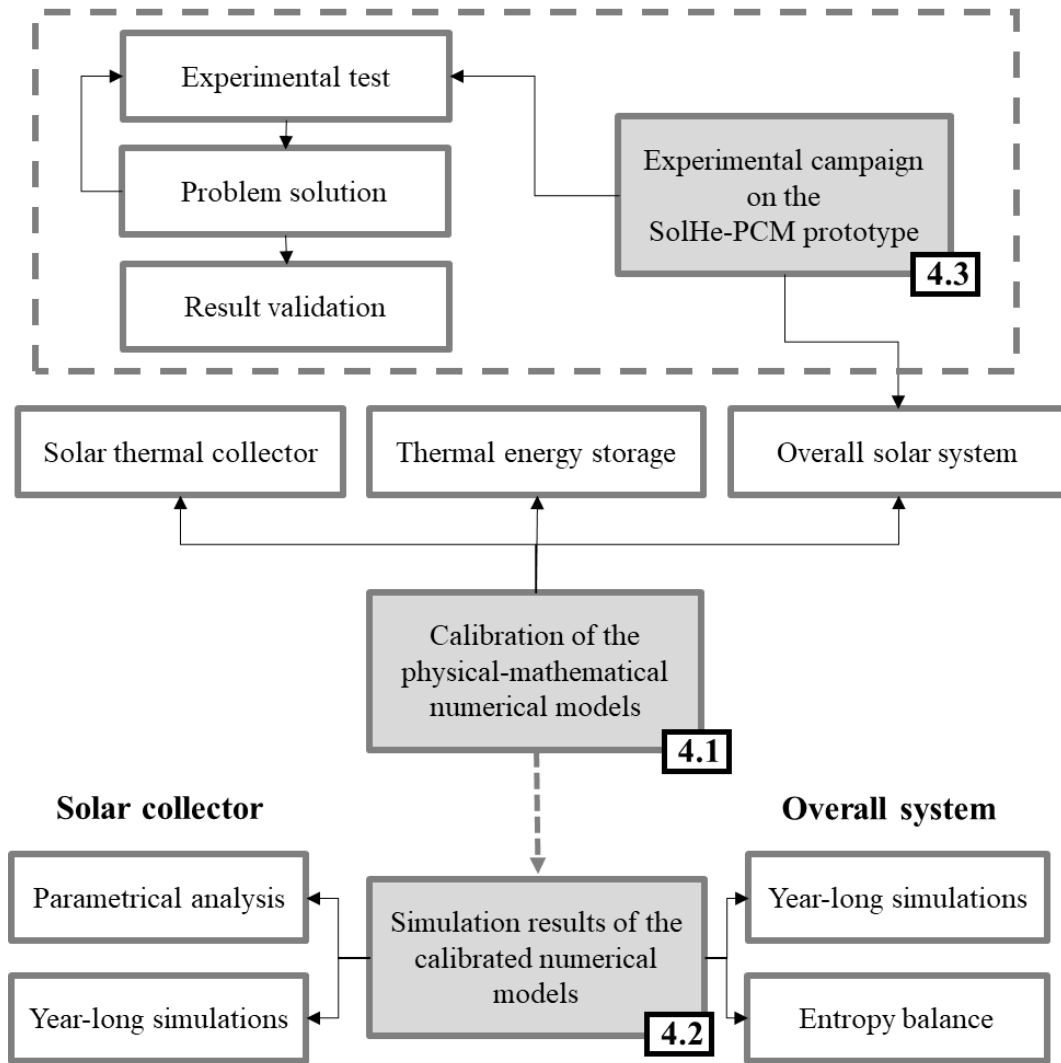 Experimental test
Problem solution
Result validation
Experimental campaign
on the
SolHe-PCM prototype
4.3
Solar thermal collector
Thermal energy storage
Overall solar system
Calibration of the
physical-mathematical
numerical models
4.1
Solar collector
Overall system
Parametrical analysis
Year-long simulations
Simulation results of the
calibrated numerical
models
4.2
Year-long simulations
Entropy balance